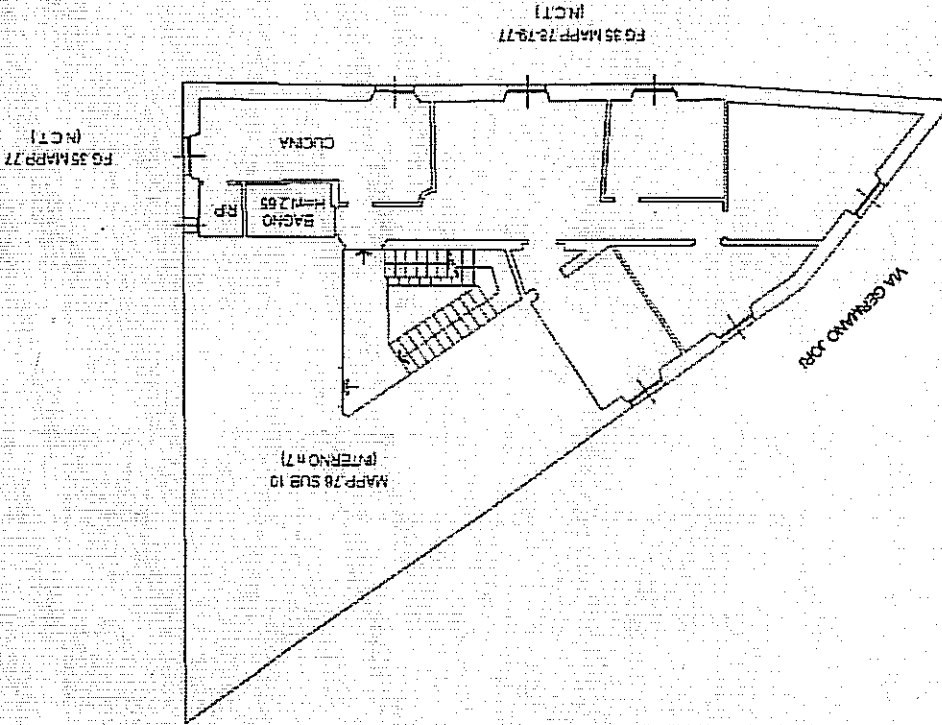 MAPP.78 SUB.10
(INTERNO n.7)
VIA GERMANO JORI
BAGNO
H=m.2.65
RP
CUCINA
FG.35 MAPP.77
(N.C.T.)
FG.35 MAPP.78-79-77
(N.C.T.)